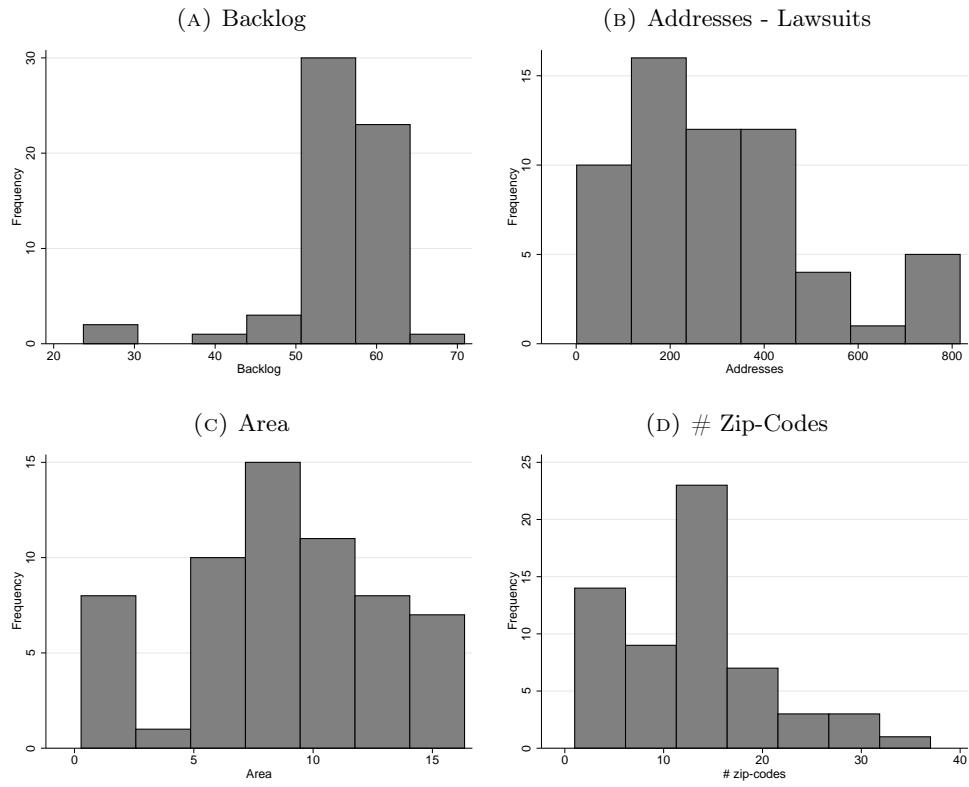 (A) Backlog
30
20
10
0
Frequency
20 30 40 50 60 70
Backlog
(B) Addresses - Lawsuits
15
10
5
0
Frequency
0 200 400 600 800
Addresses
(C) Area
15
10
5
0
Frequency
0 5 10 15
Area
(D) # Zip-Codes
25
20
15
10
5
0
Frequency
0 10 20 30 40
# zip-codes